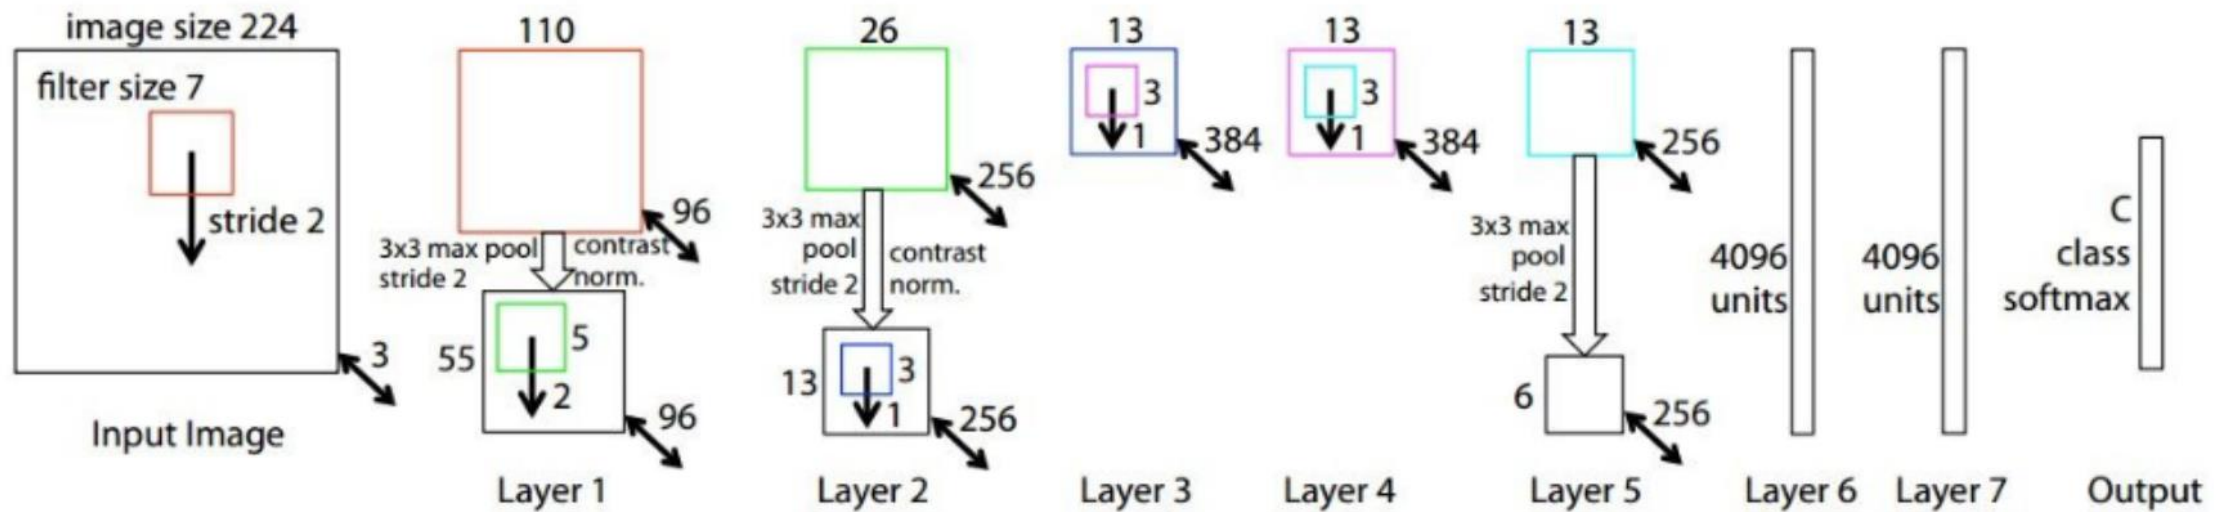 image size 224
filter size 7
stride 2
3
Input Image
110
96
3x3 max pool
stride 2
contrast
norm.
55
5
2
96
Layer 1
26
256
3x3 max
pool
stride 2
contrast
norm.
13
3
1
256
Layer 2
13
3
1
384
Layer 3
13
3
1
384
Layer 4
13
256
3x3 max
pool
stride 2
6
256
Layer 5
4096
units
Layer 6
4096
units
Layer 7
C
class
softmax
Output